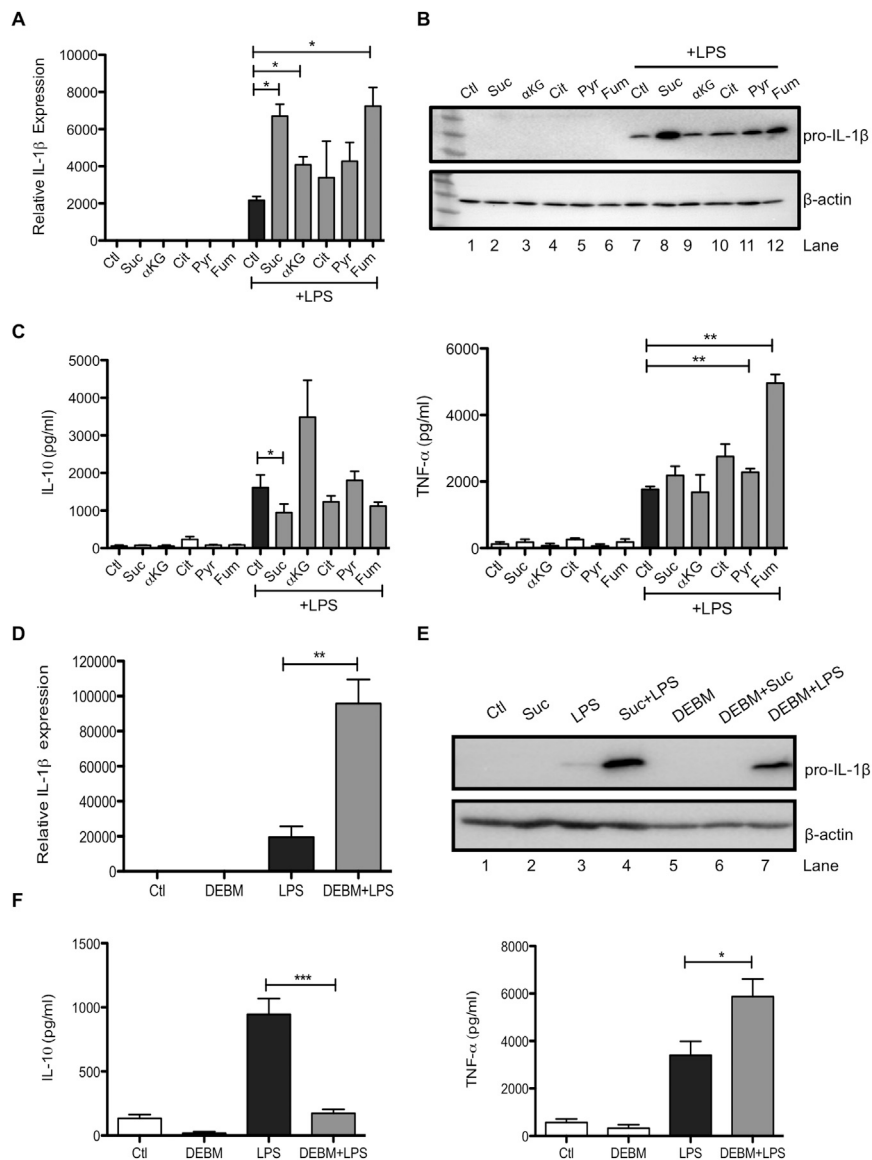 A
Relative IL-1β Expression
10000
8000
6000
4000
2000
0
*
*
*
Ctl Suc αKG Cit Pyr Fum Ctl Suc αKG Cit Pyr Fum
+LPS
B
+LPS
Ctl Suc αKG Cit Pyr Fum Ctl Suc αKG Cit Pyr Fum
pro-IL-1β
β-actin
1 2 3 4 5 6 7 8 9 10 11 12 Lane
C
IL-10 (pg/ml)
5000
4000
3000
2000
1000
0
*
Ctl Suc αKG Cit Pyr Fum Ctl Suc αKG Cit Pyr Fum
+LPS
TNF-α (pg/ml)
6000
4000
2000
0
**
**
Ctl Suc αKG Cit Pyr Fum Ctl Suc αKG Cit Pyr Fum
+LPS
D
Relative IL-1β expression
120000
100000
80000
60000
40000
20000
0
**
Ctl DEBM LPS DEBM+LPS
E
Ctl Suc LPS Suc+LPS DEBM DEBM+Suc DEBM+LPS
pro-IL-1β
β-actin
1 2 3 4 5 6 7 Lane
F
IL-10 (pg/ml)
1500
1000
500
0
***
Ctl DEBM LPS DEBM+LPS
TNF-α (pg/ml)
8000
6000
4000
2000
0
*
Ctl DEBM LPS DEBM+LPS